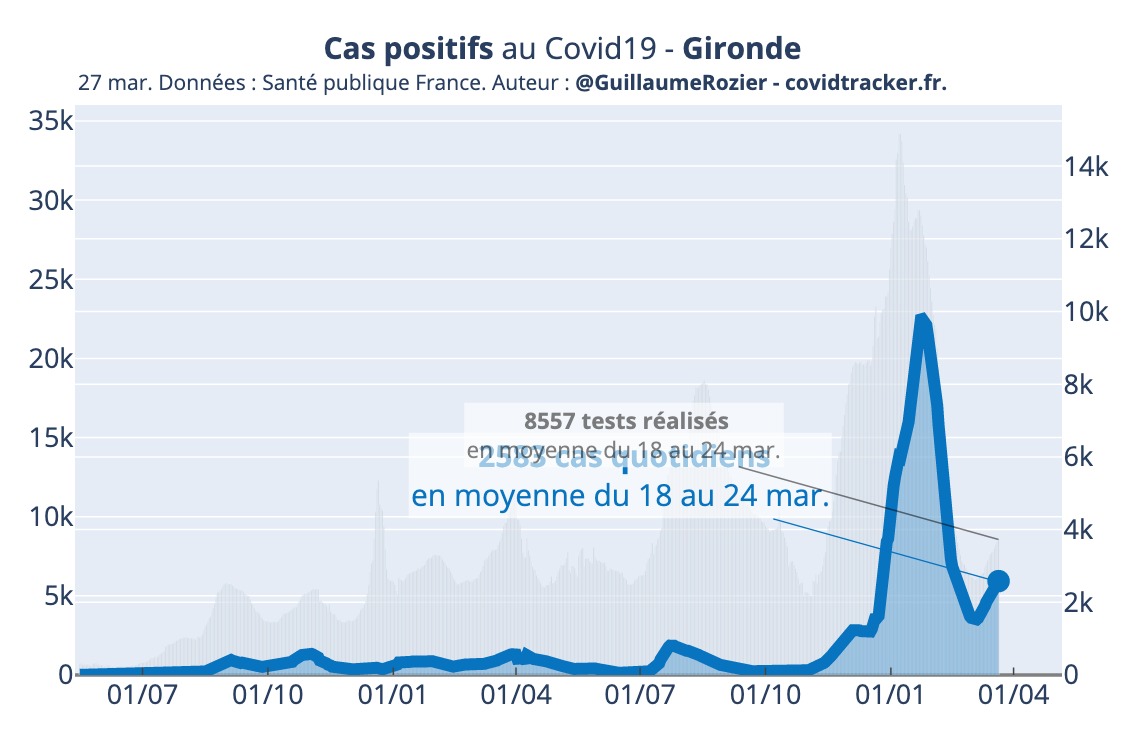 Cas positifs au Covid19 - Gironde
27 mar. Données : Santé publique France. Auteur : @GuillaumeRozier - covidtracker.fr.
35k
30k
25k
20k
15k
10k
5k
0
14k
12k
10k
8k
6k
4k
2k
0
8557 tests réalisés
en moyenne du 18 au 24 mar.
2583 cas quotidiens
en moyenne du 18 au 24 mar.
01/07 01/10 01/01 01/04 01/07 01/10 01/01 01/04